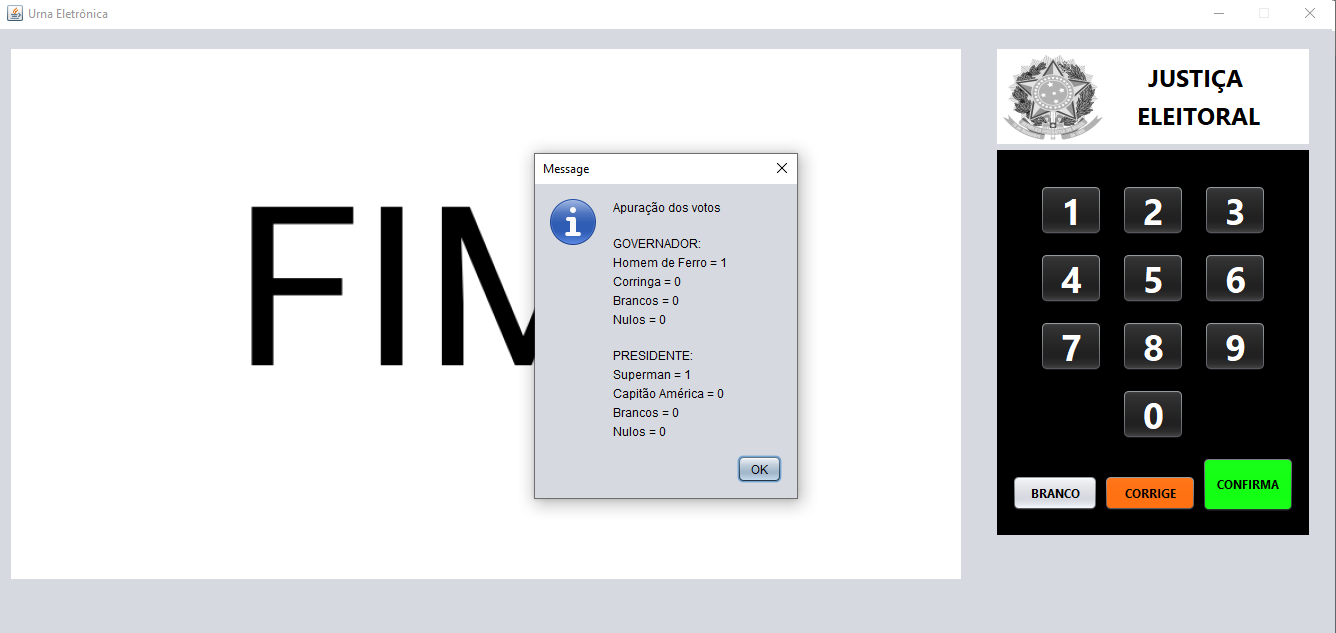 Urna Eletrônica
FIM
Message
Apuração dos votos
GOVERNADOR:
Homem de Ferro = 1
Corringa = 0
Brancos = 0
Nulos = 0
PRESIDENTE:
Superman = 1
Capitão América = 0
Brancos = 0
Nulos = 0
OK
JUSTIÇA
ELEITORAL
1 2 3
4 5 6
7 8 9
0
BRANCO CORRIGE CONFIRMA